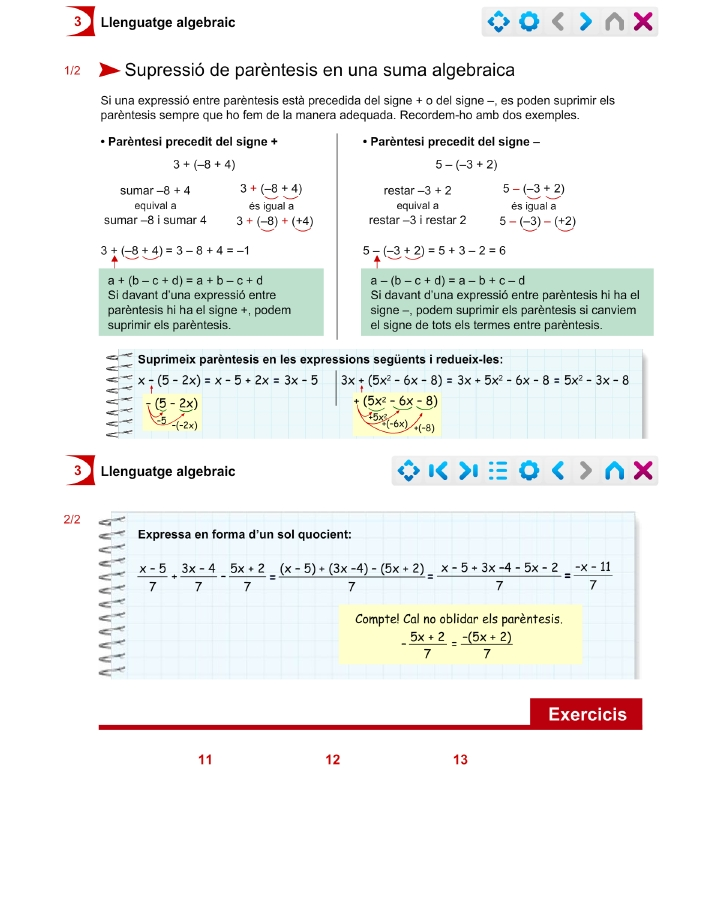 3 Llenguatge algebraic
1/2 Supressió de parèntesis en una suma algebraica
Si una expressió entre parèntesis està precedida del signe + o del signe –, es poden suprimir els
parèntesis sempre que ho fem de la manera adequada. Recordem-ho amb dos exemples.
• Parèntesi precedit del signe +
3 + (–8 + 4)
sumar –8 + 4
equival a
sumar –8 i sumar 4
3 + (–8 + 4)
és igual a
3 + (–8) + (+4)
3 + (–8 + 4) = 3 – 8 + 4 = –1
a + (b – c + d) = a + b – c + d
Si davant d’una expressió entre
parèntesis hi ha el signe +, podem
suprimir els parèntesis.
• Parèntesi precedit del signe –
5 – (–3 + 2)
restar –3 + 2
equival a
restar –3 i restar 2
5 – (–3 + 2)
és igual a
5 – (–3) – (+2)
5 – (–3 + 2) = 5 + 3 – 2 = 6
a – (b – c + d) = a – b + c – d
Si davant d’una expressió entre parèntesis hi ha el
signe –, podem suprimir els parèntesis si canviem
el signe de tots els termes entre parèntesis.
Suprimeix parèntesis en les expressions següents i redueix-les:
x - (5 - 2x) = x - 5 + 2x = 3x - 5
- (5 - 2x)
-5
-(-2x)
3x + (5x² - 6x - 8) = 3x + 5x² - 6x - 8 = 5x² - 3x - 8
+ (5x² - 6x - 8)
+5x²
+(-6x)
+(-8)
3 Llenguatge algebraic
2/2
Expressa en forma d’un sol quocient:
x - 5 3x - 4 5x + 2 (x - 5) + (3x -4) - (5x + 2) x - 5 + 3x -4 - 5x - 2 -x - 11
+ - = = =
7 7 7 7 7 7
Compte! Cal no oblidar els parèntesis.
5x + 2 -(5x + 2)
- =
7 7
Exercicis
11 12 13